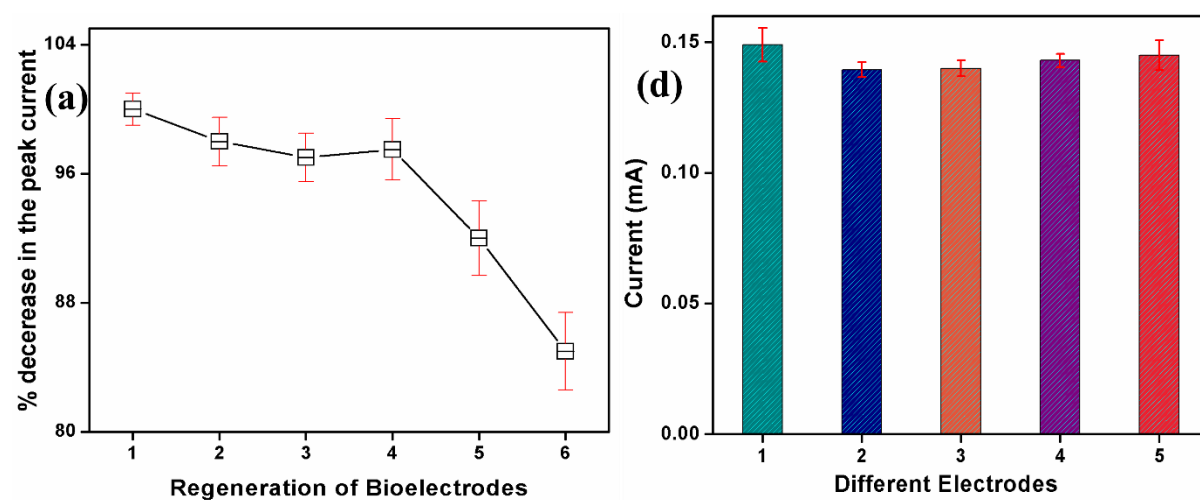 (a)
% decerease in the peak current
104
96
88
80
1 2 3 4 5 6
Regeneration of Bioelectrodes
(d)
Current (mA)
0.15
0.10
0.05
0.00
1 2 3 4 5
Different Electrodes